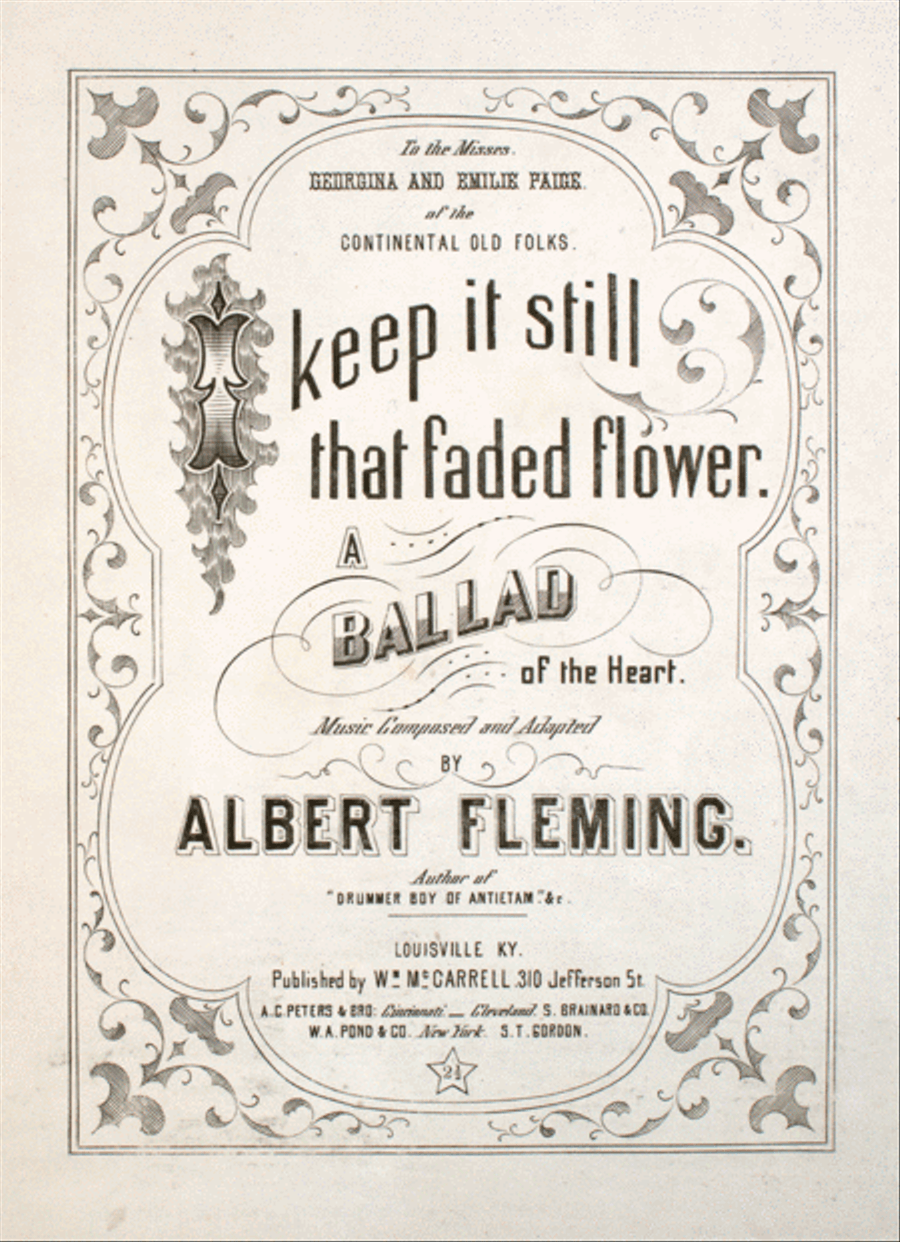 To the Misses.
GEORGINA AND EMILIE PAIGE.
of the
CONTINENTAL OLD FOLKS.
I keep it still
that faded flower.
A
BALLAD
of the Heart.
Music Composed and Adapted
BY
ALBERT FLEMING.
Author of
"DRUMMER BOY OF ANTIETAM". &c.
LOUISVILLE KY.
Published by Wm. McCARRELL. 310 Jefferson St.
A.C. PETERS & BRO: Cincinnati. — Cleveland. S. BRAINARD & CO.
W.A. POND & CO. New York. S.T. GORDON.
2½